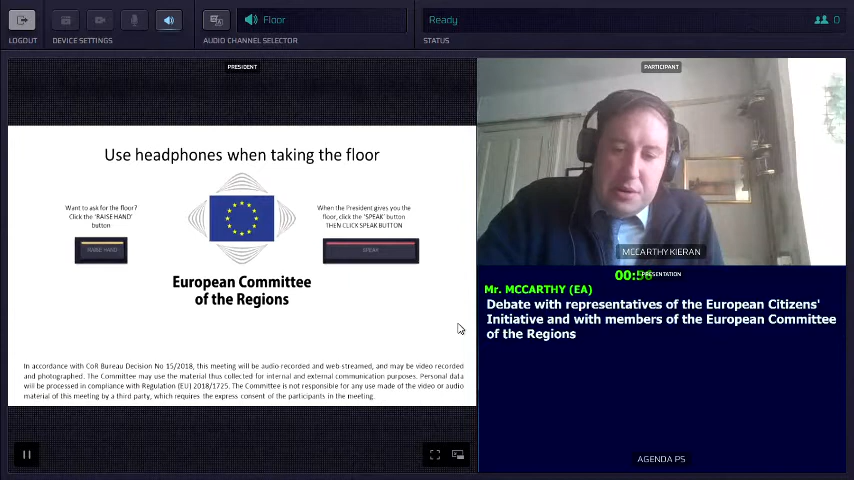 LOGOUT
DEVICE SETTINGS
Floor
AUDIO CHANNEL SELECTOR
Ready
0
STATUS
PRESIDENT
Use headphones when taking the floor
Want to ask for the floor?
Click the 'RAISE HAND'
button
RAISE HAND
When the President gives you the
floor, click the 'SPEAK' button
THEN CLICK SPEAK BUTTON
SPEAK
European Committee
of the Regions
In accordance with CoR Bureau Decision No 15/2018, this meeting will be audio recorded and web streamed, and may be video recorded
and photographed. The Committee may use the material thus collected for internal and external communication purposes. Personal data
will be processed in compliance with Regulation (EU) 2018/1725. The Committee is not responsible for any use made of the video or audio
material of this meeting by a third party, which requires the express consent of the participants in the meeting.
PARTICIPANT
MCCARTHY KIERAN
PRESENTATION
Mr. MCCARTHY (EA)
Debate with representatives of the European Citizens'
Initiative and with members of the European Committee
of the Regions
AGENDA PS